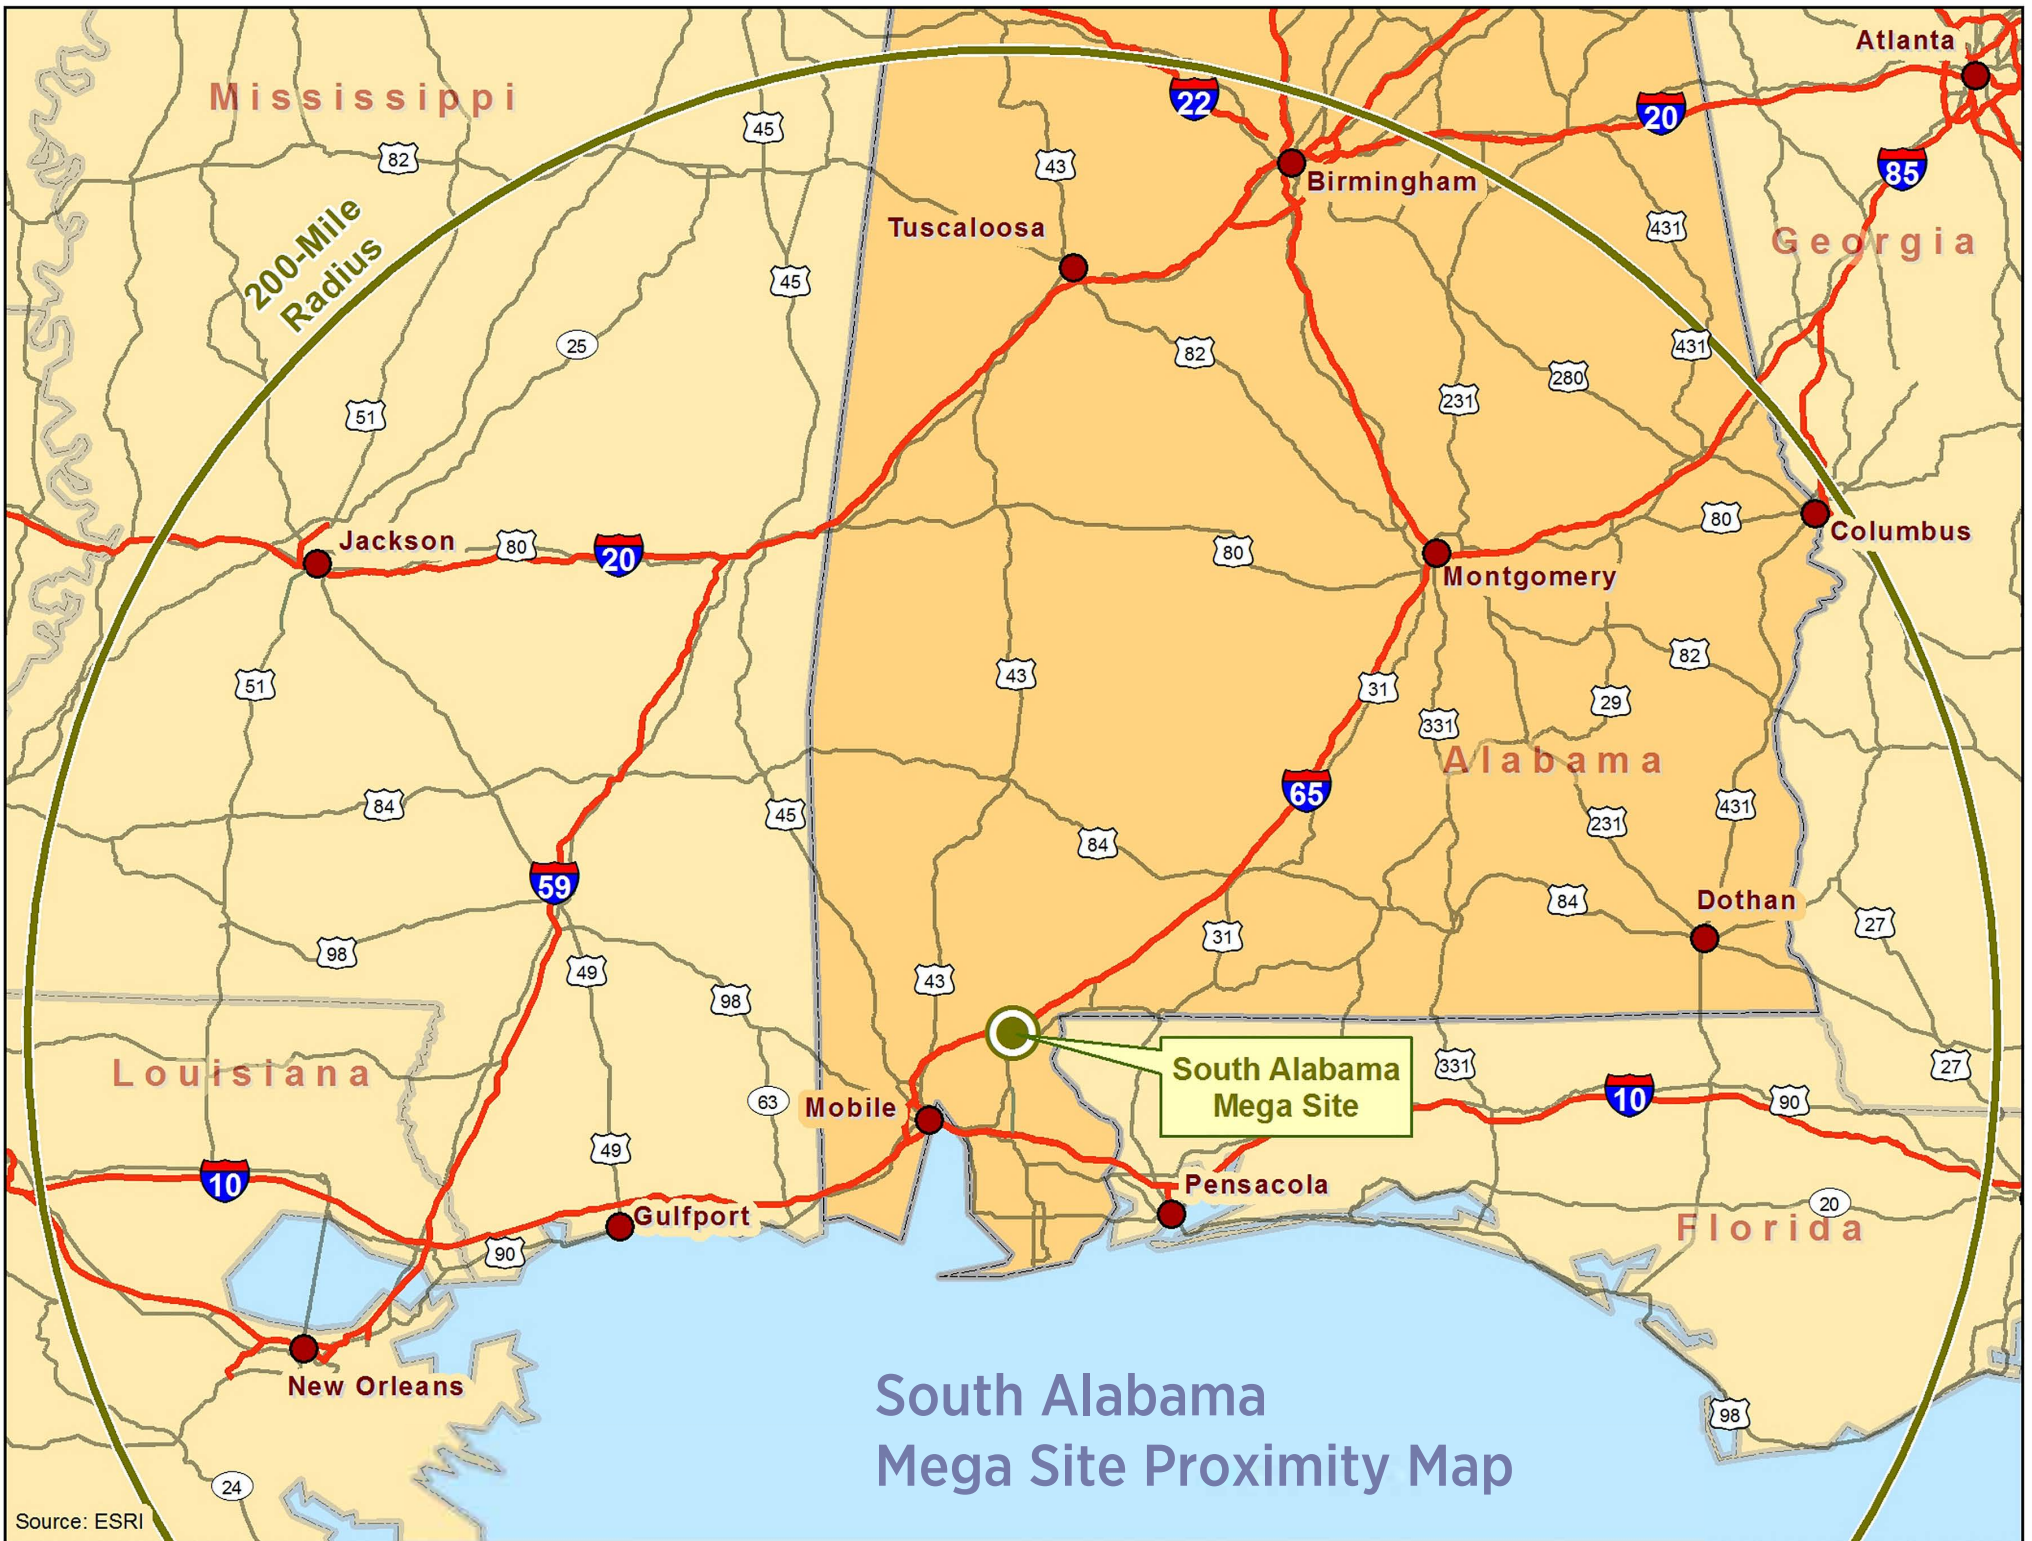 Atlanta
Mississippi
22
20
45
82
43
85
Birmingham
200-Mile
Radius
Tuscaloosa
431
Georgia
45
25
82
431
280
231
51
Jackson
80
20
80
80
Columbus
Montgomery
51
43
31
82
29
331
Alabama
65
84
45
84
231
431
59
84
Dothan
98
49
43
31
27
98
South Alabama
Mega Site
Louisiana
63
Mobile
331
10
90
27
49
10
Pensacola
Gulfport
20
Florida
90
New Orleans
South Alabama
Mega Site Proximity Map
98
24
Source: ESRI